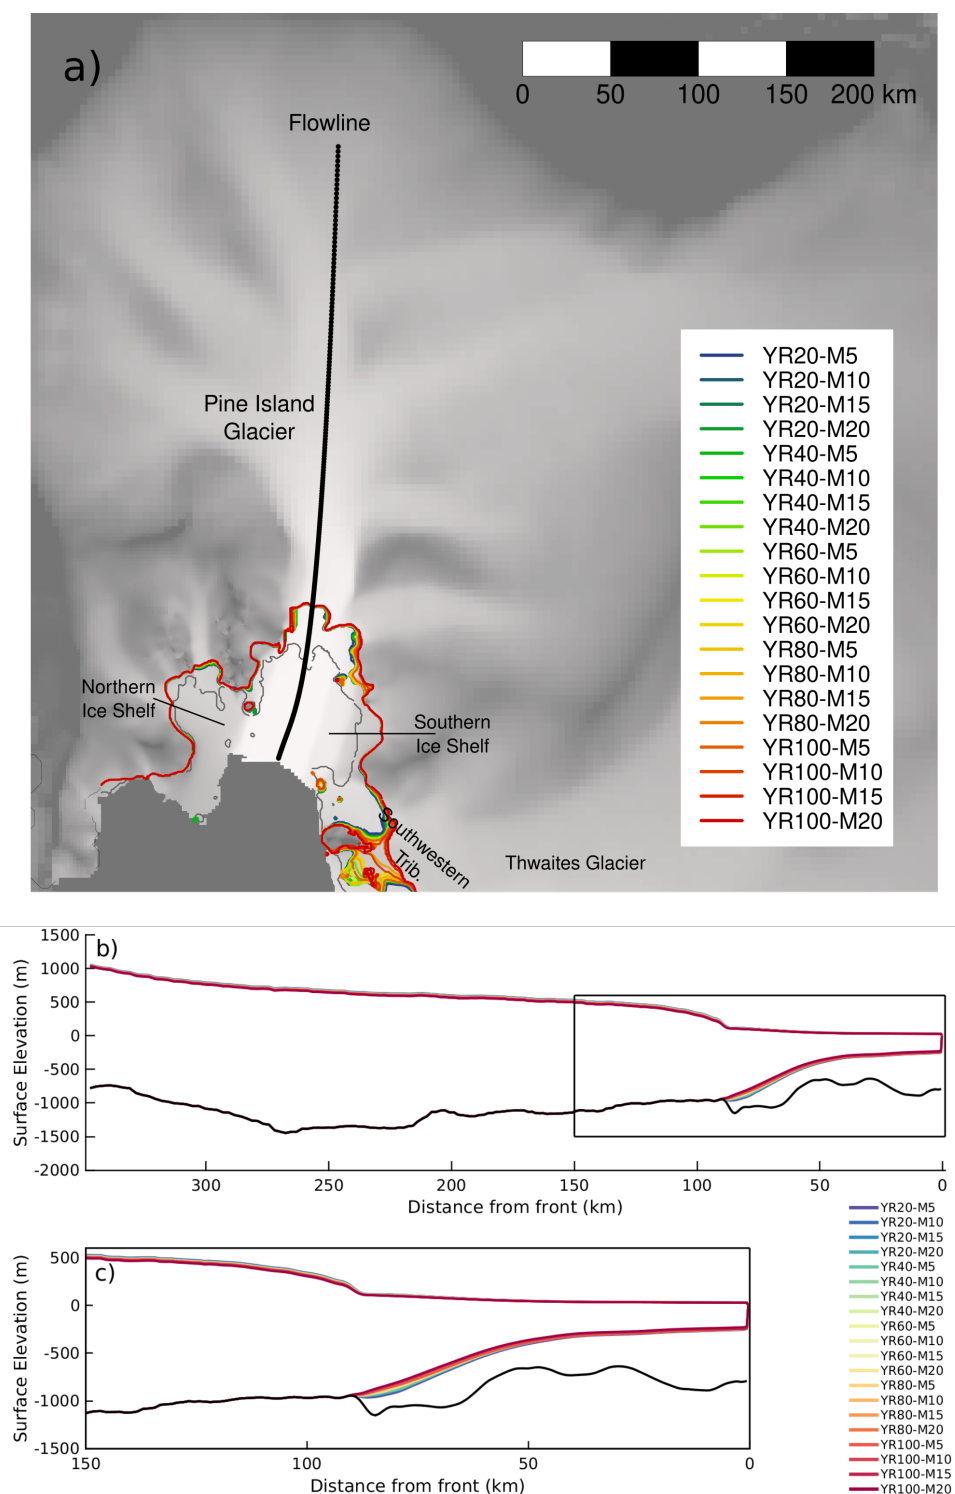 a)
0 50 100 150 200 km
Flowline
Pine Island
Glacier
Northern
Ice Shelf
Southern
Ice Shelf
Southwestern
Trib.
Thwaites Glacier
YR20-M5
YR20-M10
YR20-M15
YR20-M20
YR40-M5
YR40-M10
YR40-M15
YR40-M20
YR60-M5
YR60-M10
YR60-M15
YR60-M20
YR80-M5
YR80-M10
YR80-M15
YR80-M20
YR100-M5
YR100-M10
YR100-M15
YR100-M20
b)
Surface Elevation (m)
1500
1000
500
0
-500
-1000
-1500
-2000
300 250 200 150 100 50 0
Distance from front (km)
c)
Surface Elevation (m)
500
0
-500
-1000
-1500
150 100 50 0
Distance from front (km)
YR20-M5
YR20-M10
YR20-M15
YR20-M20
YR40-M5
YR40-M10
YR40-M15
YR40-M20
YR60-M5
YR60-M10
YR60-M15
YR60-M20
YR80-M5
YR80-M10
YR80-M15
YR80-M20
YR100-M5
YR100-M10
YR100-M15
YR100-M20